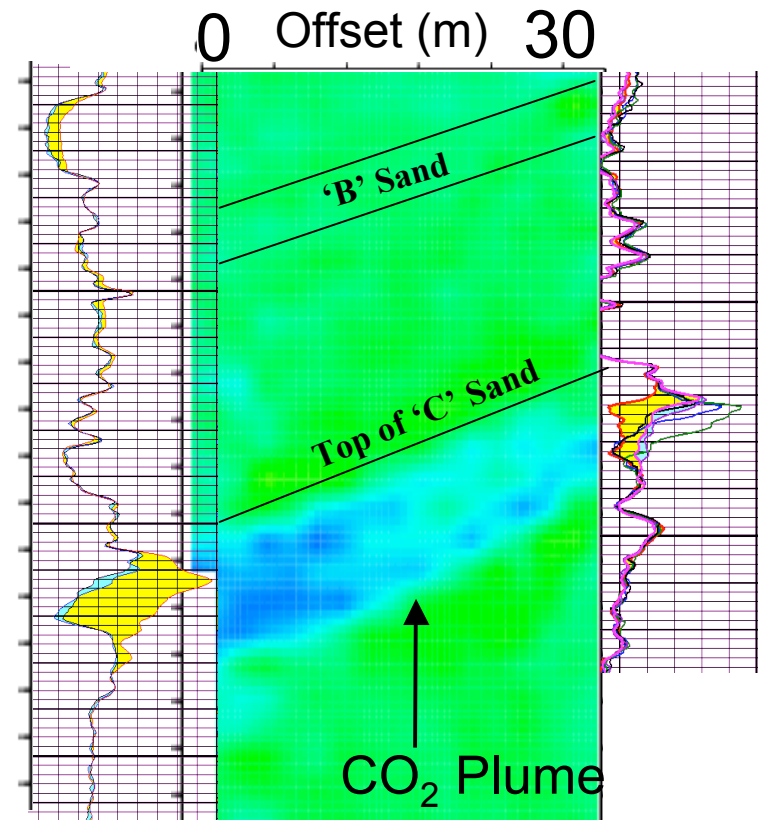 0 Offset (m) 30
‘B’ Sand
Top of ‘C’ Sand
CO₂ Plume